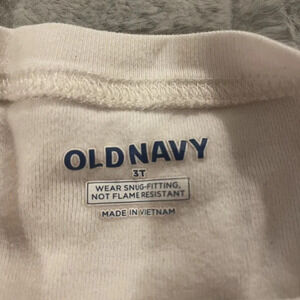 OLDNAVY
3T
WEAR SNUG-FITTING,
NOT FLAME RESISTANT
MADE IN VIETNAM